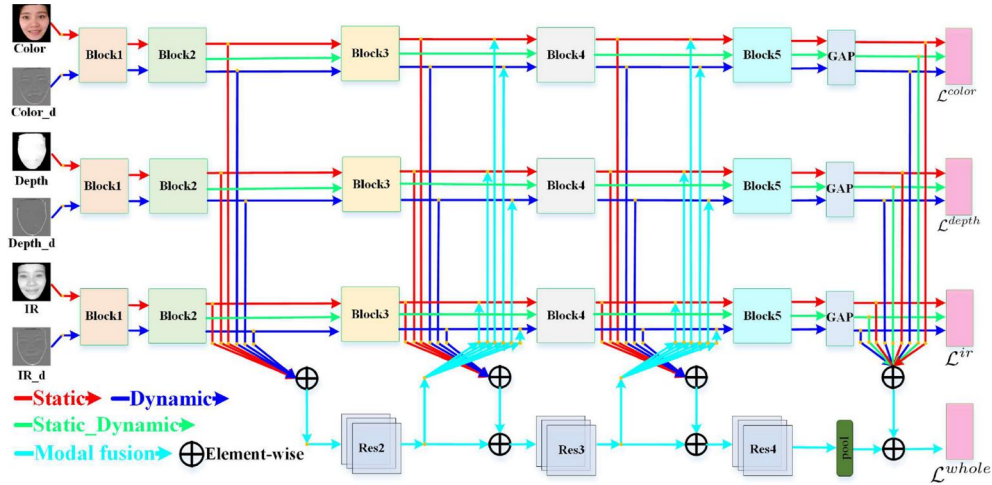 Color
Block1
Block2
Block3
Block4
Block5
GAP
Color_d
ℒ^{color}
Depth
Block1
Block2
Block3
Block4
Block5
GAP
Depth_d
ℒ^{depth}
IR
Block1
Block2
Block3
Block4
Block5
GAP
IR_d
ℒ^{ir}
Static
Dynamic
Static_Dynamic
Modal fusion
Element-wise
Res2
Res3
Res4
pool
ℒ^{whole}